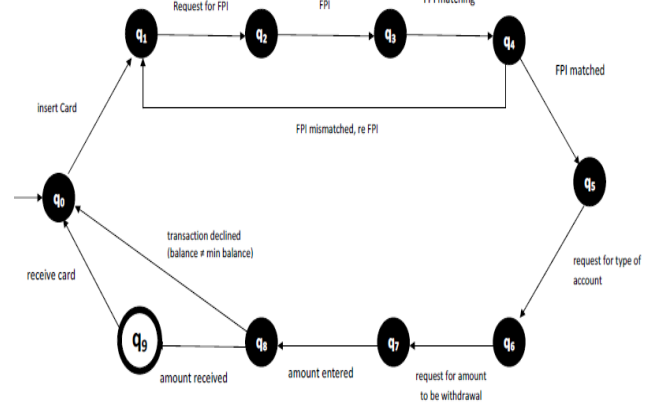 Request for FPI
FPI
FPI matching
q1
q2
q3
q4
FPI matched
insert Card
FPI mismatched, re FPI
q0
q5
transaction declined
(balance ≠ min balance)
request for type of
account
receive card
q9
q8
q7
q6
amount received
amount entered
request for amount
to be withdrawal